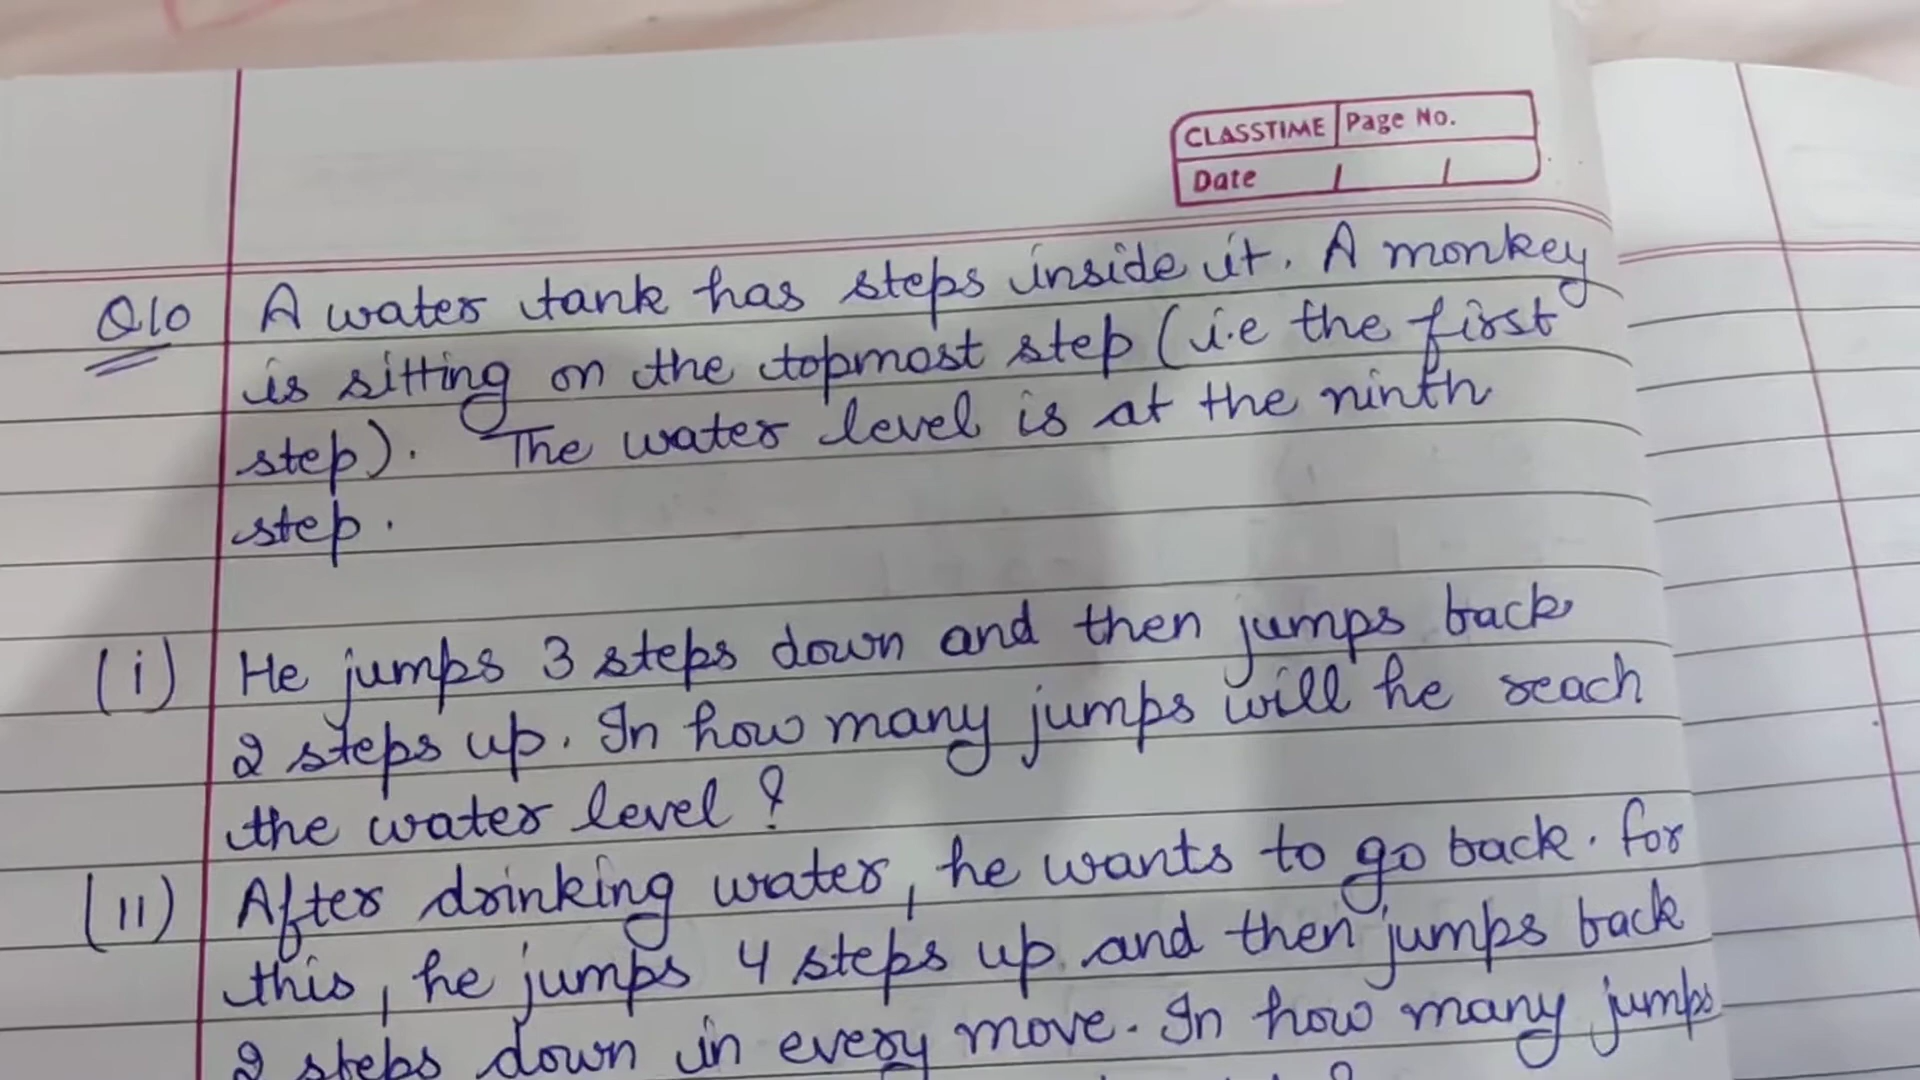 CLASSTIME Page No.
Date / /
Q10 A water tank has steps inside it. A monkey
is sitting on the topmost step (i.e the first
step). The water level is at the ninth
step.
(i) He jumps 3 steps down and then jumps back
2 steps up. In how many jumps will he reach
the water level?
(11) After drinking water, he wants to go back. For
this, he jumps 4 steps up and then jumps back
2 steps down in every move. In how many jumps